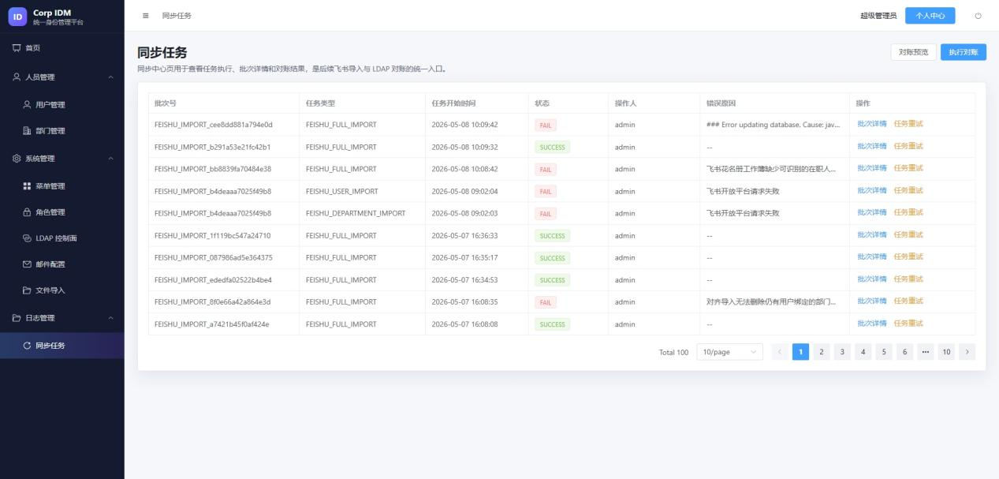 ID
Corp IDM
统一身份管理平台
同步任务
超级管理员
个人中心
首页
人员管理
用户管理
部门管理
系统管理
菜单管理
角色管理
LDAP 控制面
邮件配置
文件导入
日志管理
同步任务
同步任务
同步中心页用于查看任务执行、批次详情和对账结果，是后续飞书导入与 LDAP 对账的统一入口。
对账预览
执行对账
批次号 任务类型 任务开始时间 状态 操作人 错误原因 操作
FEISHU_IMPORT_cee8dd881a794e0d FEISHU_FULL_IMPORT 2026-05-08 10:09:42 FAIL admin ### Error updating database. Cause: jav... 批次详情 任务重试
FEISHU_IMPORT_b291a53e21fc42b1 FEISHU_FULL_IMPORT 2026-05-08 10:09:32 SUCCESS admin -- 批次详情 任务重试
FEISHU_IMPORT_bb8839fa70484e38 FEISHU_FULL_IMPORT 2026-05-08 10:08:42 FAIL admin 飞书花名册工作簿缺少可识别的在职人... 批次详情 任务重试
FEISHU_IMPORT_b4deaaa7025f49b8 FEISHU_USER_IMPORT 2026-05-08 09:02:04 FAIL admin 飞书开放平台请求失败 批次详情 任务重试
FEISHU_IMPORT_b4deaaa7025f49b8 FEISHU_DEPARTMENT_IMPORT 2026-05-08 09:02:03 FAIL admin 飞书开放平台请求失败 批次详情 任务重试
FEISHU_IMPORT_1f119bc547a24710 FEISHU_FULL_IMPORT 2026-05-07 16:36:33 SUCCESS admin -- 批次详情 任务重试
FEISHU_IMPORT_087986ad5e364375 FEISHU_FULL_IMPORT 2026-05-07 16:35:17 SUCCESS admin -- 批次详情 任务重试
FEISHU_IMPORT_ededfa02522b4be4 FEISHU_FULL_IMPORT 2026-05-07 16:34:53 SUCCESS admin -- 批次详情 任务重试
FEISHU_IMPORT_8f0e66a42a864e3d FEISHU_FULL_IMPORT 2026-05-07 16:08:35 FAIL admin 对齐导入无法删除仍有用户绑定的部门... 批次详情 任务重试
FEISHU_IMPORT_a7421b45f0af424e FEISHU_FULL_IMPORT 2026-05-07 16:08:08 SUCCESS admin -- 批次详情 任务重试
Total 100 10/page 1 2 3 4 5 6 ••• 10